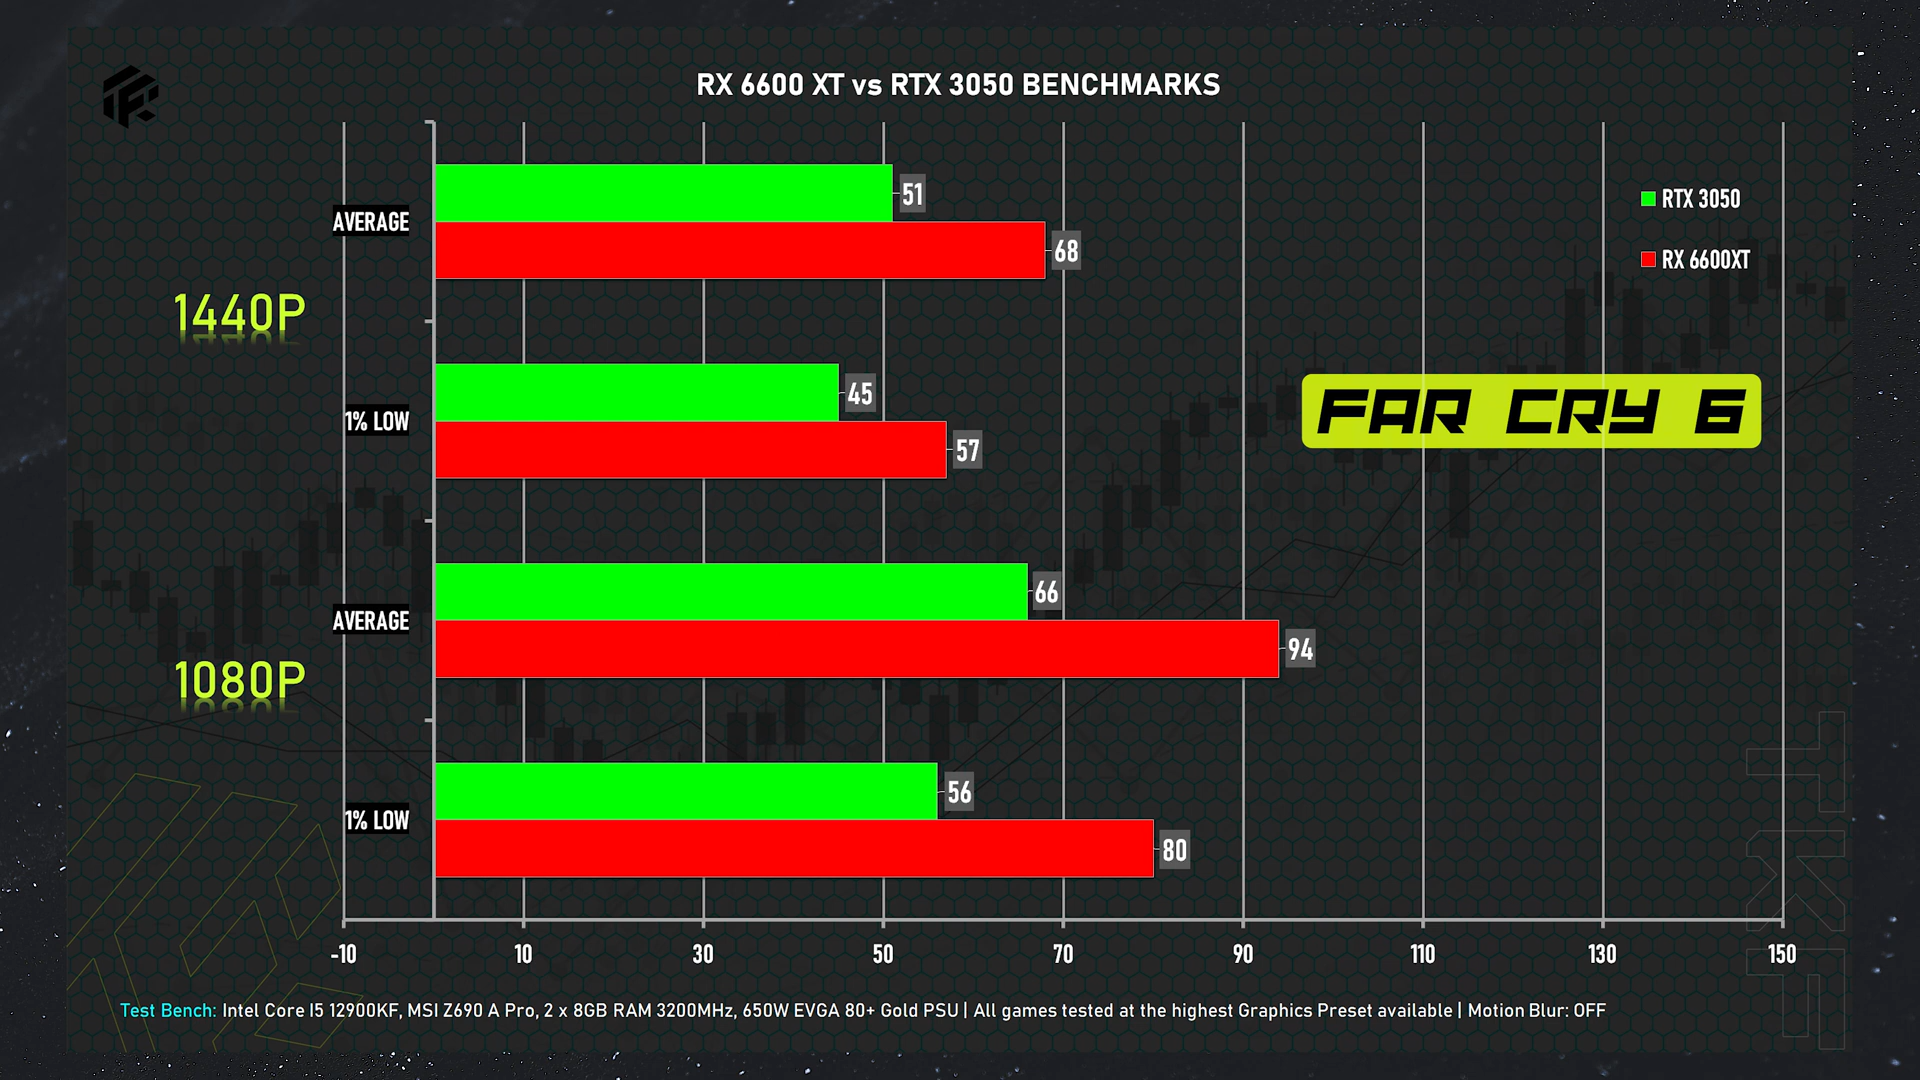 RX 6600 XT vs RTX 3050 BENCHMARKS
RTX 3050
RX 6600XT
FAR CRY 6
1440P
AVERAGE
51
68
1% LOW
45
57
1080P
AVERAGE
66
94
1% LOW
56
80
-10 10 30 50 70 90 110 130 150
Test Bench: Intel Core I5 12900KF, MSI Z690 A Pro, 2 x 8GB RAM 3200MHz, 650W EVGA 80+ Gold PSU | All games tested at the highest Graphics Preset available | Motion Blur: OFF